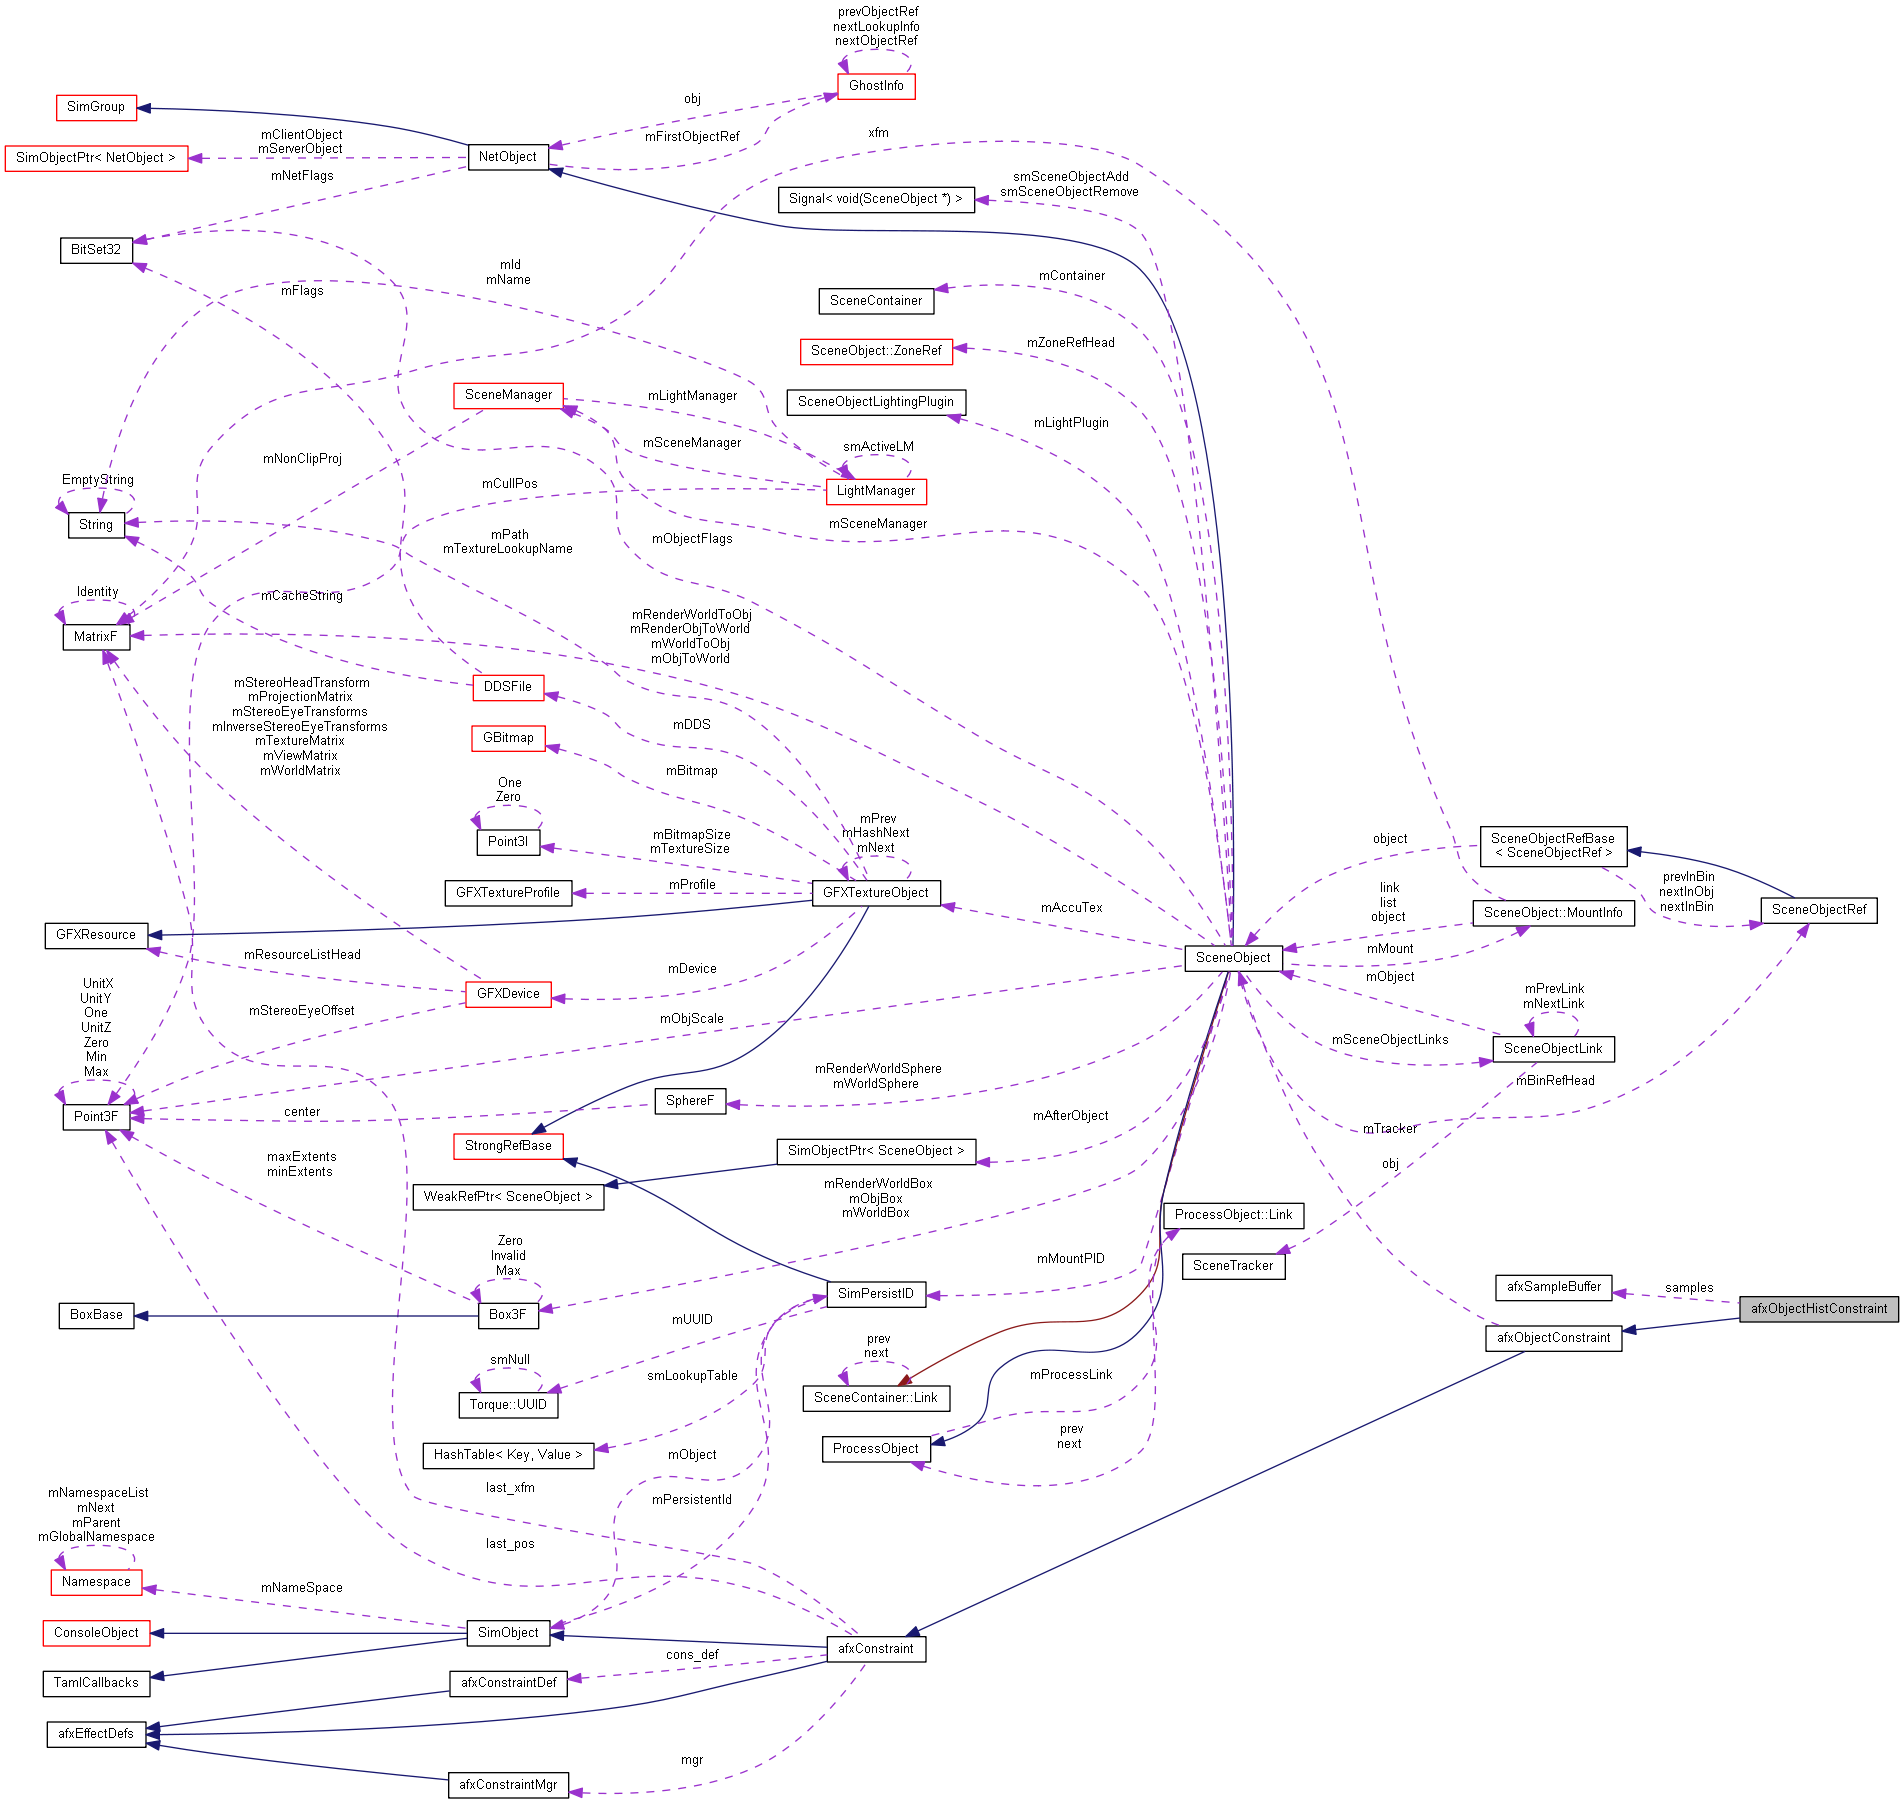 prevObjectRef
nextLookupInfo
nextObjectRef
GhostInfo
SimGroup
obj
mFirstObjectRef
xfm
mClientObject
mServerObject
SimObjectPtr< NetObject >
NetObject
mNetFlags
smSceneObjectAdd
smSceneObjectRemove
Signal< void(SceneObject *) >
BitSet32
mId
mName
mFlags
mContainer
SceneContainer
mZoneRefHead
SceneObject::ZoneRef
SceneManager
mLightManager
SceneObjectLightingPlugin
mLightPlugin
mSceneManager
smActiveLM
mNonClipProj
EmptyString
mCullPos
LightManager
String
mSceneManager
mPath
mTextureLookupName
mObjectFlags
Identity
mCacheString
MatrixF
mRenderWorldToObj
mRenderObjToWorld
mWorldToObj
mObjToWorld
DDSFile
mStereoHeadTransform
mProjectionMatrix
mStereoEyeTransforms
mInverseStereoEyeTransforms
mTextureMatrix
mViewMatrix
mWorldMatrix
mDDS
GBitmap
mBitmap
One
Zero
Point3I
mBitmapSize
mTextureSize
mPrev
mHashNext
mNext
object
SceneObjectRefBase
< SceneObjectRef >
GFXTextureProfile
mProfile
GFXTextureObject
link
list
object
prevInBin
nextInObj
nextInBin
mAccuTex
SceneObject::MountInfo
SceneObjectRef
GFXResource
mResourceListHead
mDevice
SceneObject
mMount
mObject
GFXDevice
UnitX
UnitY
One
UnitZ
Zero
Min
Max
mStereoEyeOffset
mObjScale
mPrevLink
mNextLink
mSceneObjectLinks
SceneObjectLink
mRenderWorldSphere
mWorldSphere
mBinRefHead
SphereF
Point3F
center
mAfterObject
mTracker
StrongRefBase
SimObjectPtr< SceneObject >
maxExtents
minExtents
obj
WeakRefPtr< SceneObject >
mRenderWorldBox
mObjBox
mWorldBox
ProcessObject::Link
Zero
Invalid
Max
mMountPID
SceneTracker
SimPersistID
afxSampleBuffer
samples
afxObjectHistConstraint
BoxBase
Box3F
mUUID
afxObjectConstraint
prev
next
smNull
smLookupTable
mProcessLink
Torque::UUID
SceneContainer::Link
prev
next
HashTable< Key, Value >
mObject
ProcessObject
last_xfm
mPersistentId
mNamespaceList
mNext
mParent
mGlobalNamespace
last_pos
Namespace
mNameSpace
ConsoleObject
SimObject
afxConstraint
cons_def
TamlCallbacks
afxConstraintDef
afxEffectDefs
mgr
afxConstraintMgr